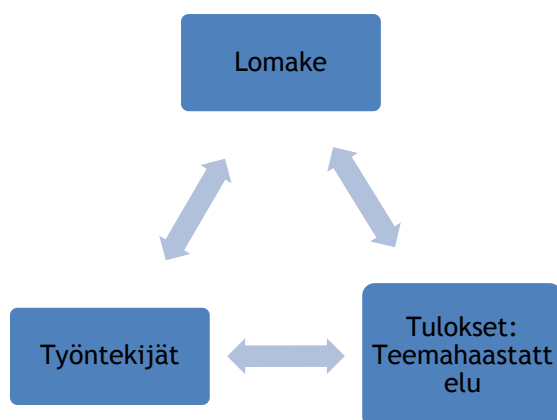 Lomake
Työntekijät
Tulokset:
Teemahaastatt
elu